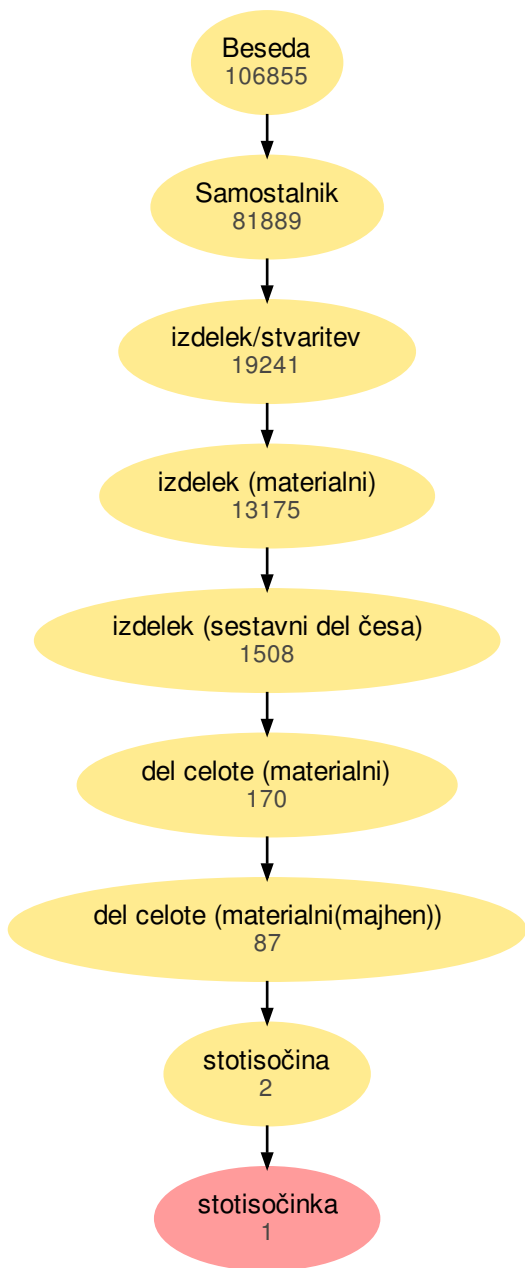 Beseda
106855
Samostalnik
81889
izdelek/stvaritev
19241
izdelek (materialni)
13175
izdelek (sestavni del česa)
1508
del celote (materialni)
170
del celote (materialni(majhen))
87
stotisočina
2
stotisočinka
1